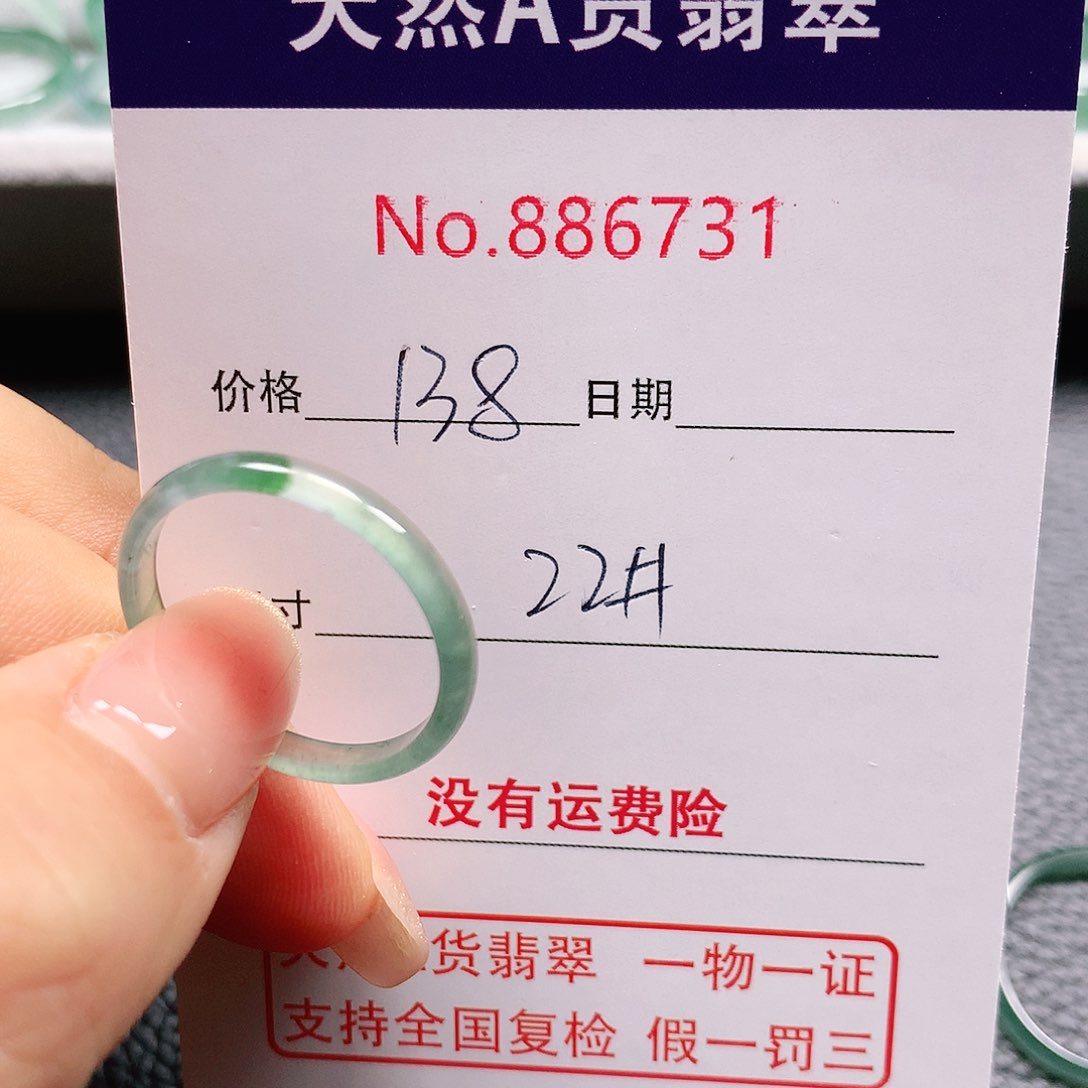 天然A货翡翠
No.886731
价格 138 日期
寸 22#
没有运费险
货翡翠 一物一证
支持全国复检 假一罚三